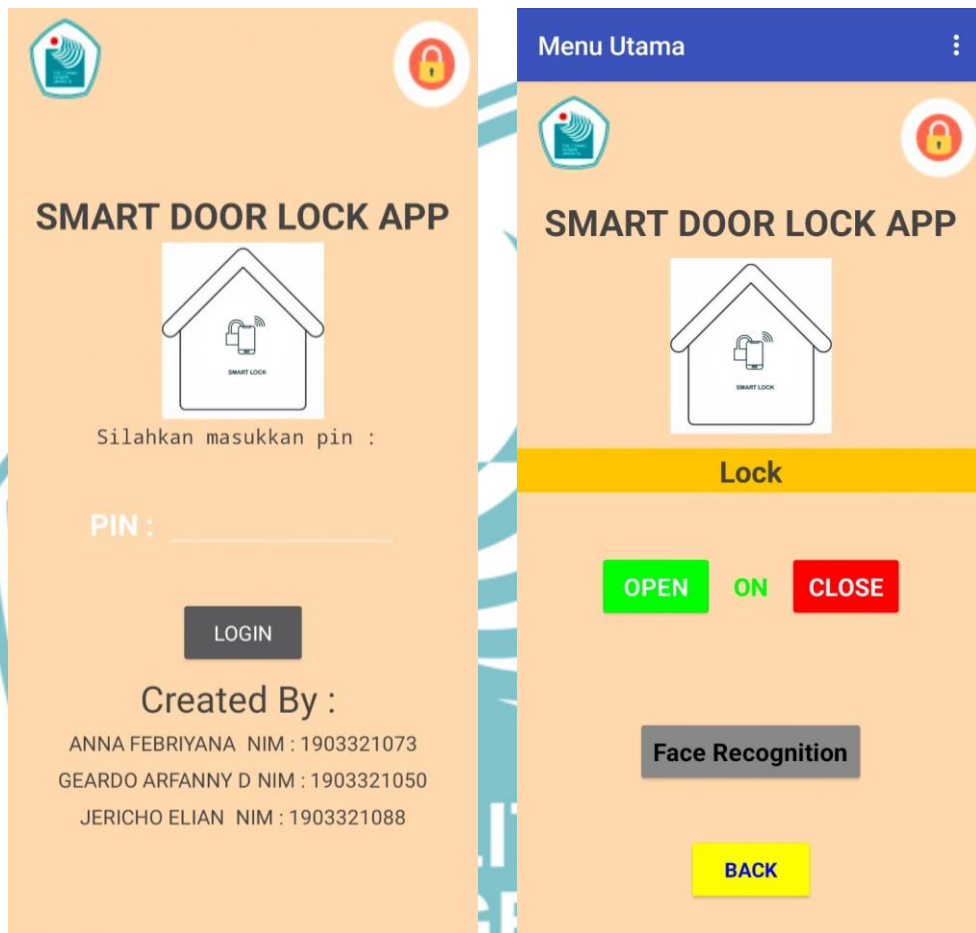 SMART DOOR LOCK APP
SMART LOCK
Silahkan masukkan pin :
PIN :
LOGIN
Created By :
ANNA FEBRIYANA NIM : 1903321073
GEARDO ARFANNY D NIM : 1903321050
JERICHO ELIAN NIM : 1903321088
Menu Utama
SMART DOOR LOCK APP
SMART LOCK
Lock
OPEN ON CLOSE
Face Recognition
BACK